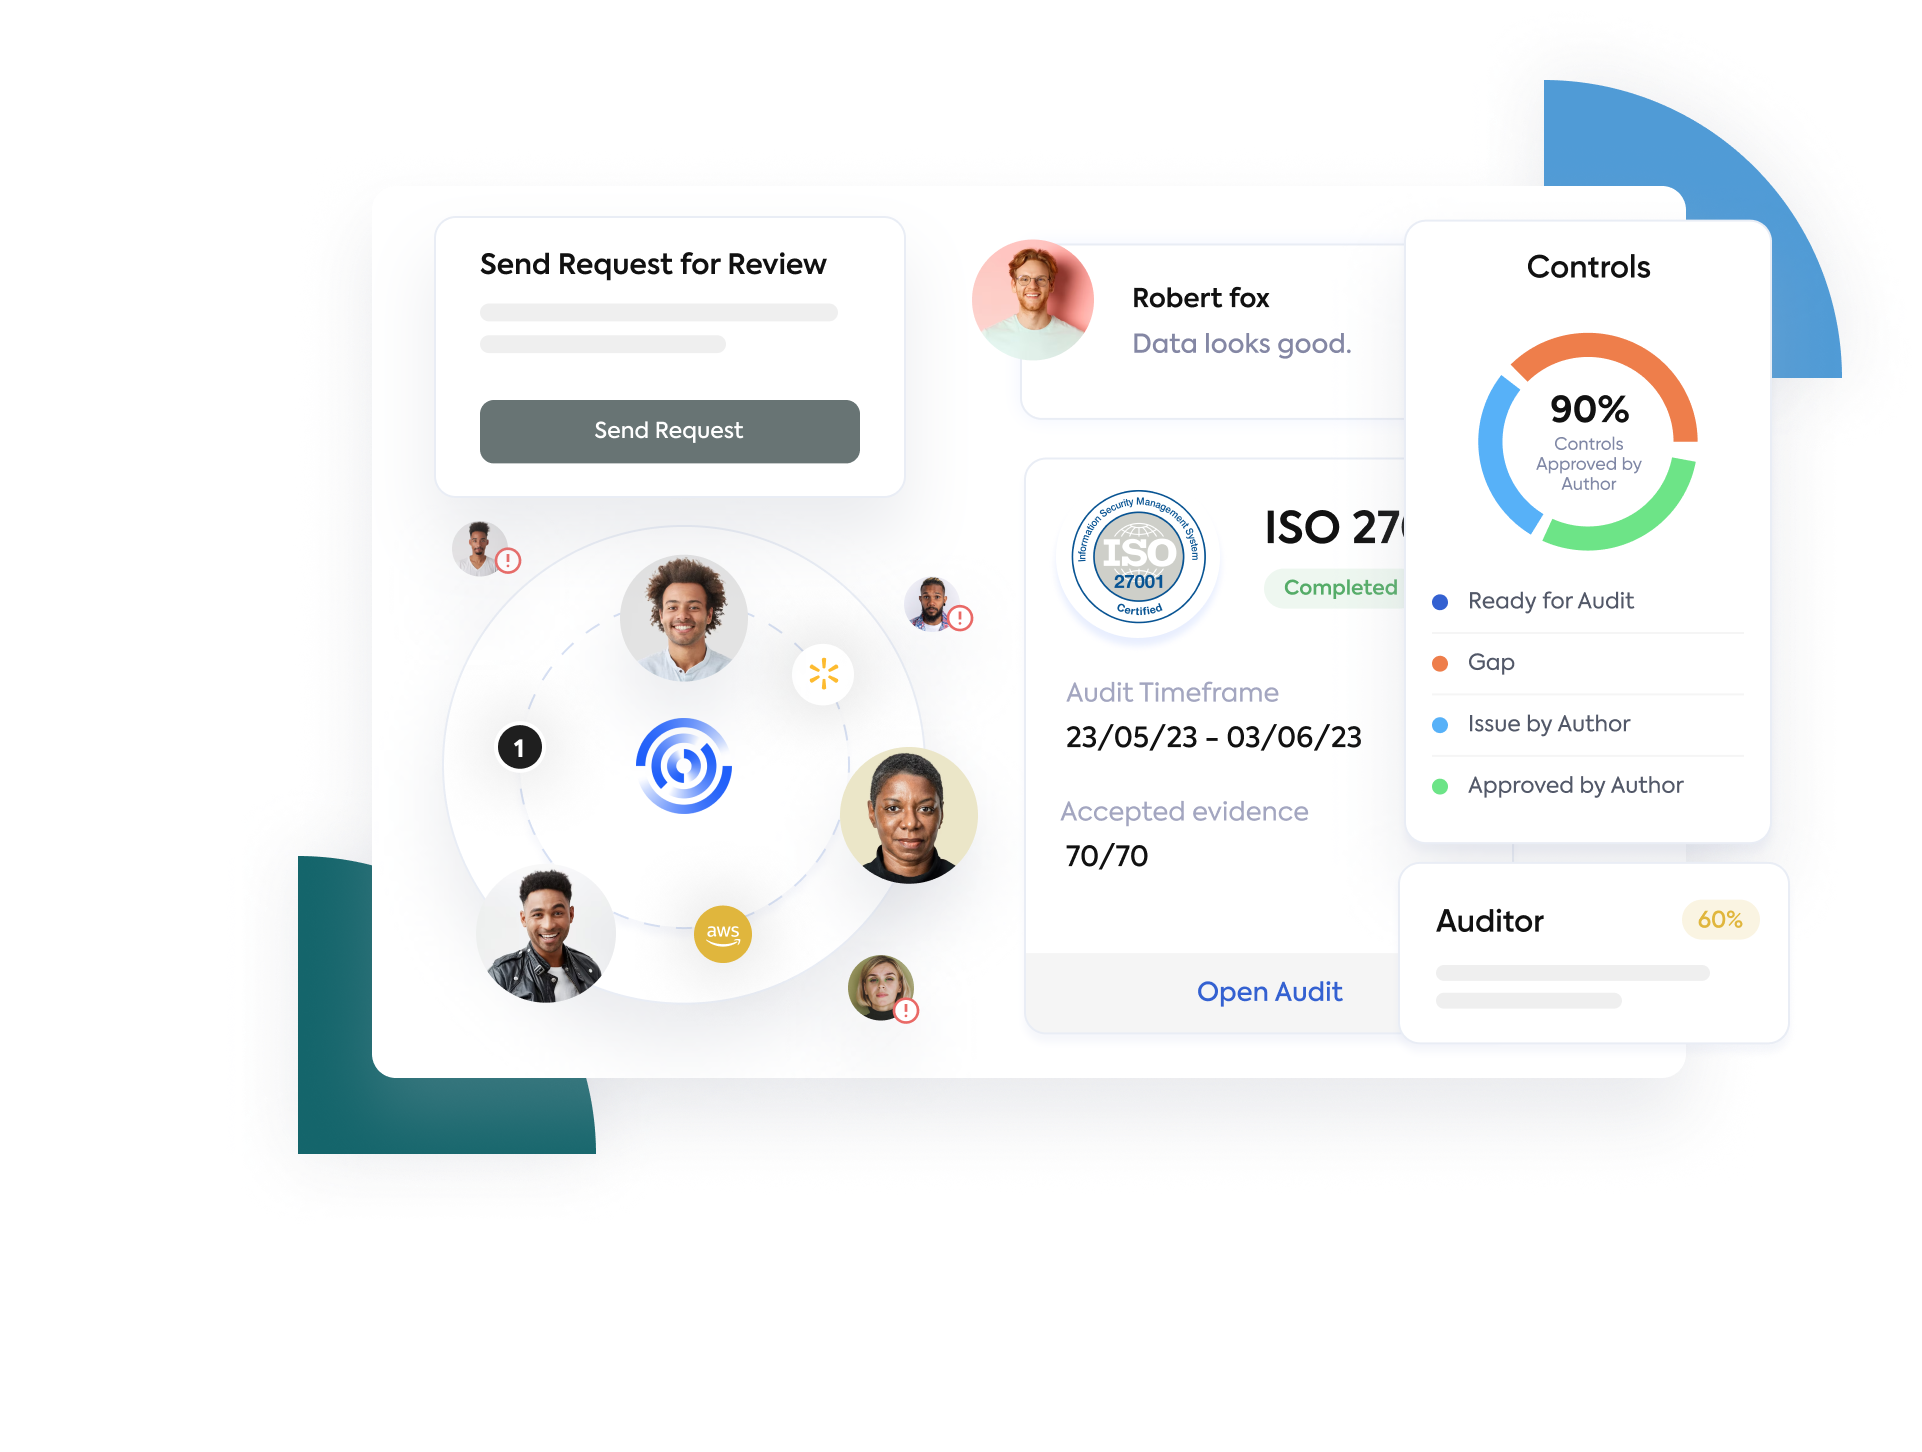 Send Request for Review
Send Request
Robert fox
Data looks good.
Controls
90%
Controls
Approved by
Author
Ready for Audit
Gap
Issue by Author
Approved by Author
1
aws
Information Security Management System
ISO
27001
Certified
ISO 270
Completed
Audit Timeframe
23/05/23 - 03/06/23
Accepted evidence
70/70
Open Audit
Auditor
60%